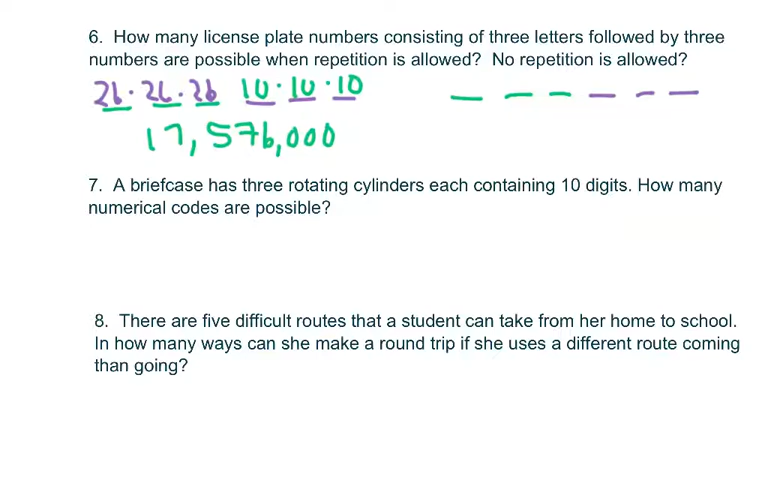 6. How many license plate numbers consisting of three letters followed by three
numbers are possible when repetition is allowed? No repetition is allowed?
26 · 26 · 26 10 · 10 · 10
17,576,000
7. A briefcase has three rotating cylinders each containing 10 digits. How many
numerical codes are possible?
8. There are five difficult routes that a student can take from her home to school.
In how many ways can she make a round trip if she uses a different route coming
than going?